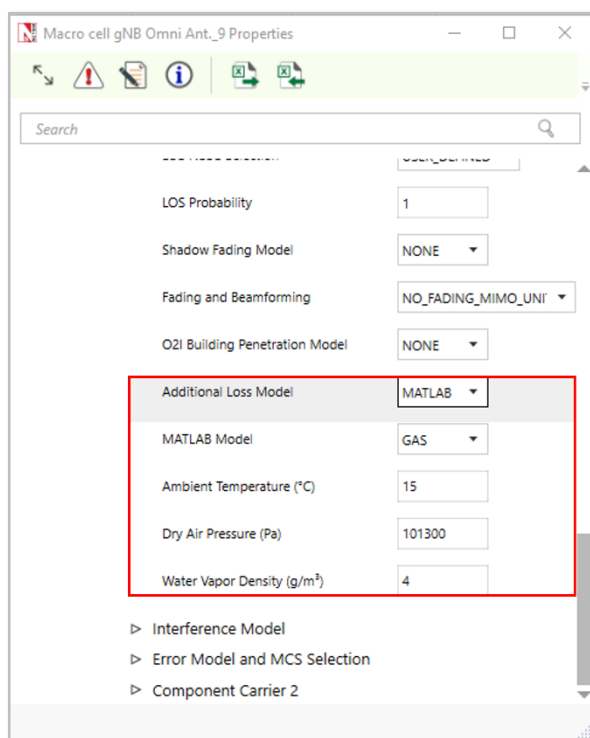 Macro cell gNB Omni Ant._9 Properties
Search
USER_DEFINED
LOS Probability 1
Shadow Fading Model NONE
Fading and Beamforming NO_FADING_MIMO_UNI
O2I Building Penetration Model NONE
Additional Loss Model MATLAB
MATLAB Model GAS
Ambient Temperature (°C) 15
Dry Air Pressure (Pa) 101300
Water Vapor Density (g/m³) 4
Interference Model
Error Model and MCS Selection
Component Carrier 2